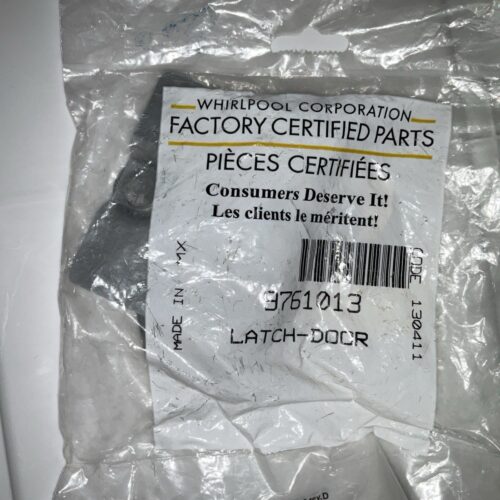 WHIRLPOOL CORPORATION
FACTORY CERTIFIED PARTS
PIÈCES CERTIFIÉES
Consumers Deserve It!
Les clients le méritent!
MADE IN MX
CODE 130411
3761013
LATCH-DOOR